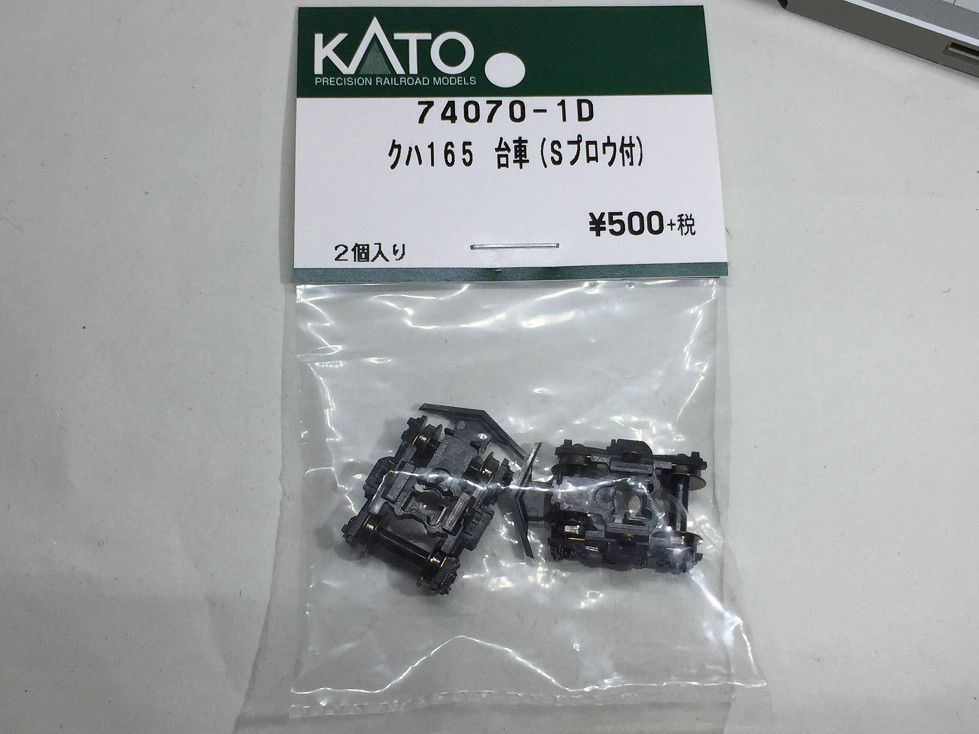 KATO
PRECISION RAILROAD MODELS
74070-1D
クハ165 台車(Sプロウ付)
¥500+税
2個入り